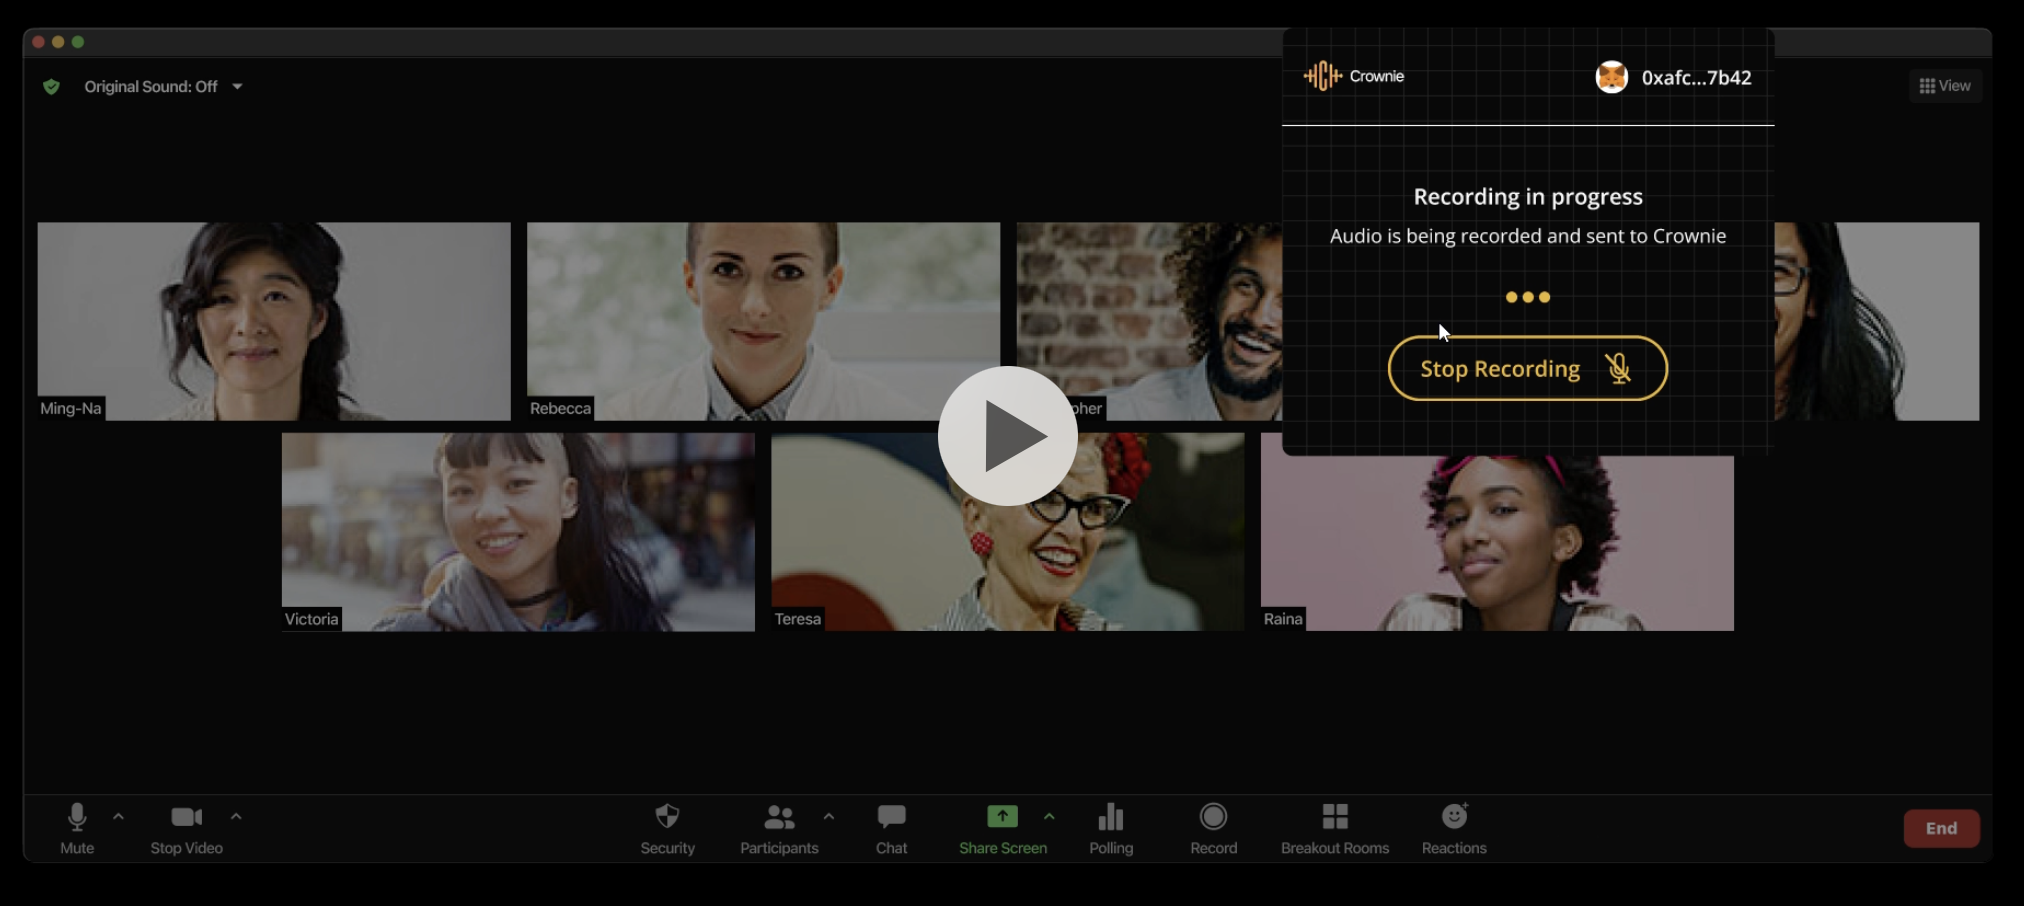 Crownie
0xafc...7b42
Original Sound: Off
View
Recording in progress
Audio is being recorded and sent to Crownie
Stop Recording
Ming-Na
Rebecca
pher
Victoria
Teresa
Raina
Mute
Stop Video
Security
Participants
Chat
Share Screen
Polling
Record
Breakout Rooms
Reactions
End